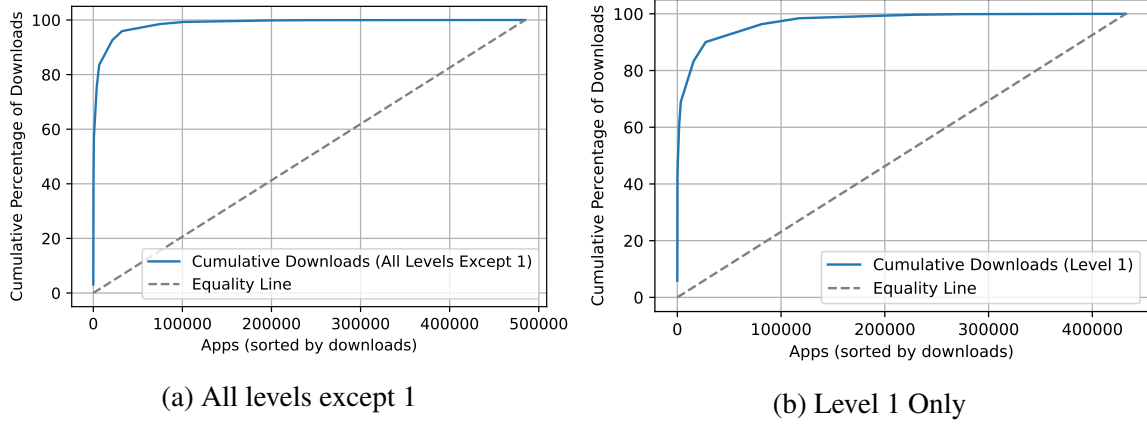 100
80
60
40
20
0
Cumulative Percentage of Downloads
Cumulative Downloads (All Levels Except 1)
Equality Line
0 100000 200000 300000 400000 500000
Apps (sorted by downloads)
(a) All levels except 1
100
80
60
40
20
0
Cumulative Percentage of Downloads
Cumulative Downloads (Level 1)
Equality Line
0 100000 200000 300000 400000
Apps (sorted by downloads)
(b) Level 1 Only